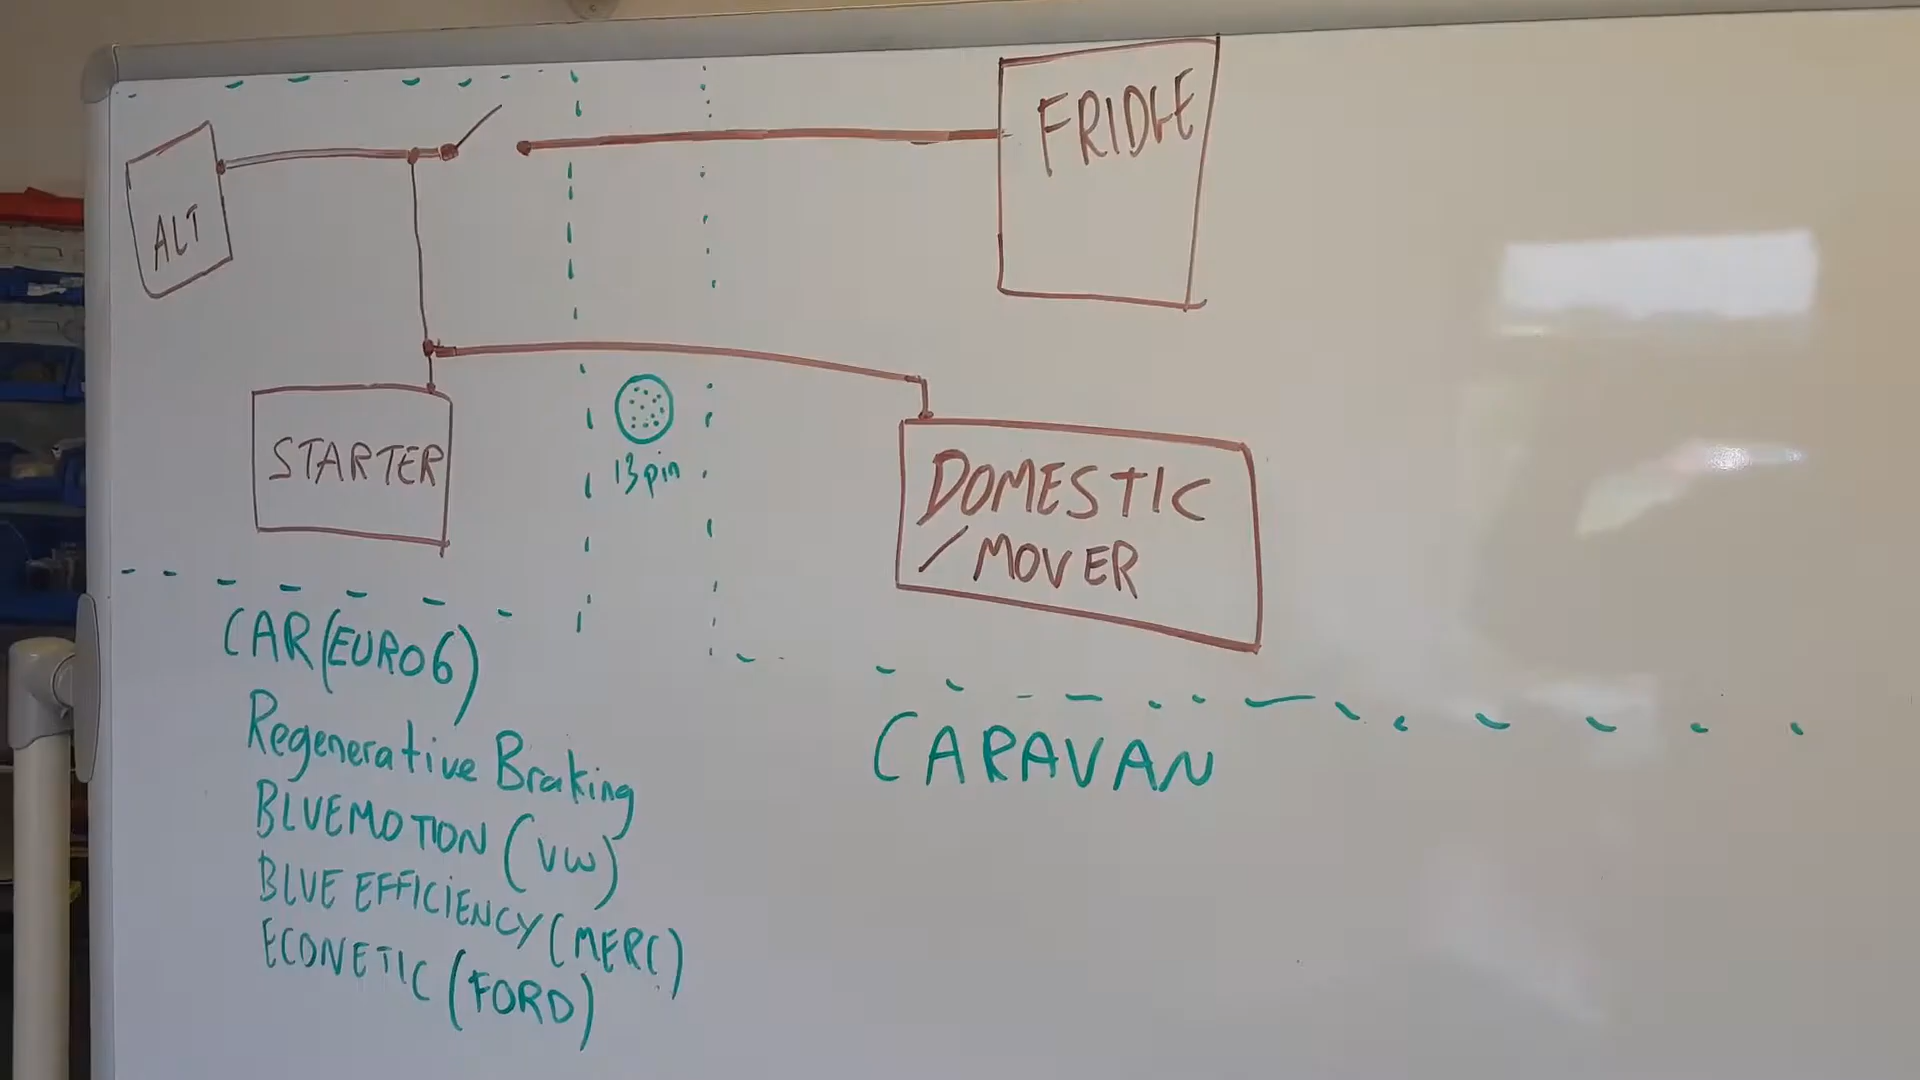 FRIDGE
ALT
STARTER
13pin
DOMESTIC
/MOVER
CAR (EURO6)
Regenerative Braking
BLUEMOTION (VW)
BLUE EFFICIENCY (MERC)
ECONETIC (FORD)
CARAVAN